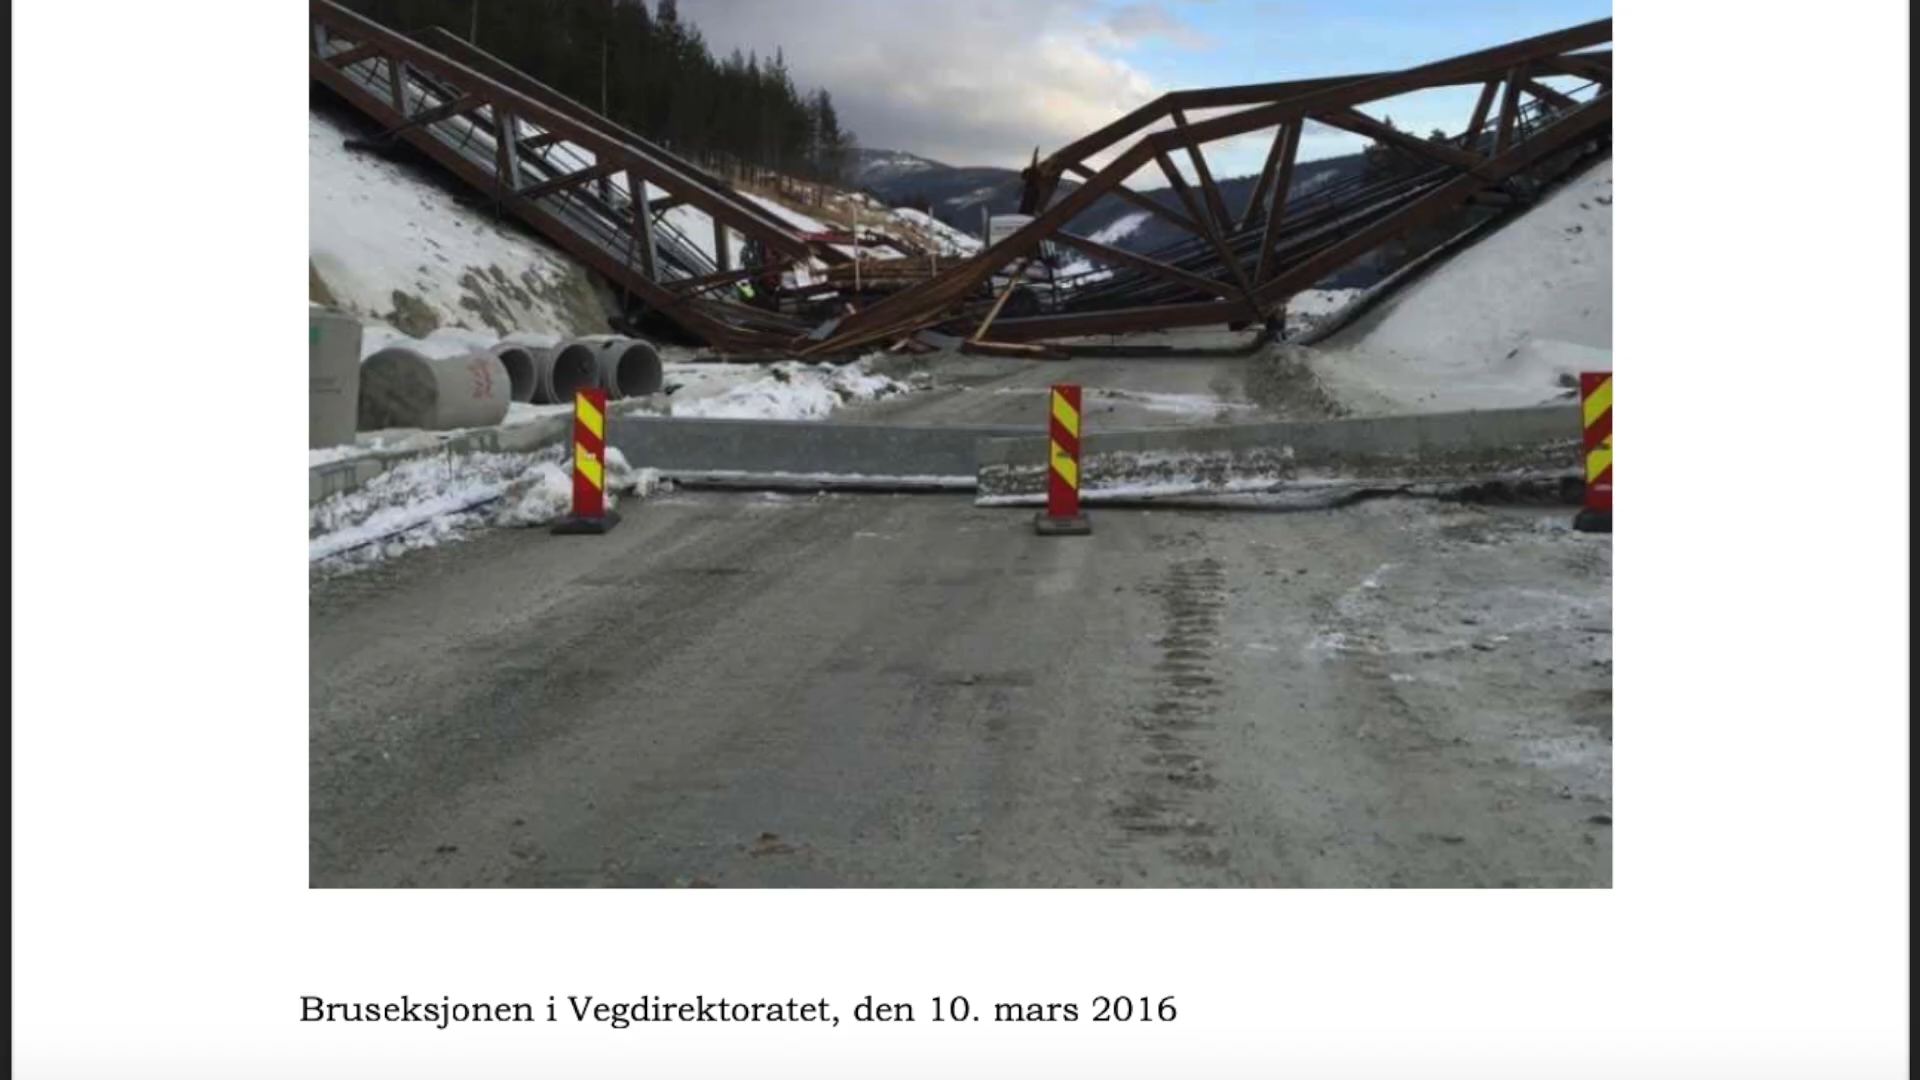 Bruseksjonen i Vegdirektoratet, den 10. mars 2016